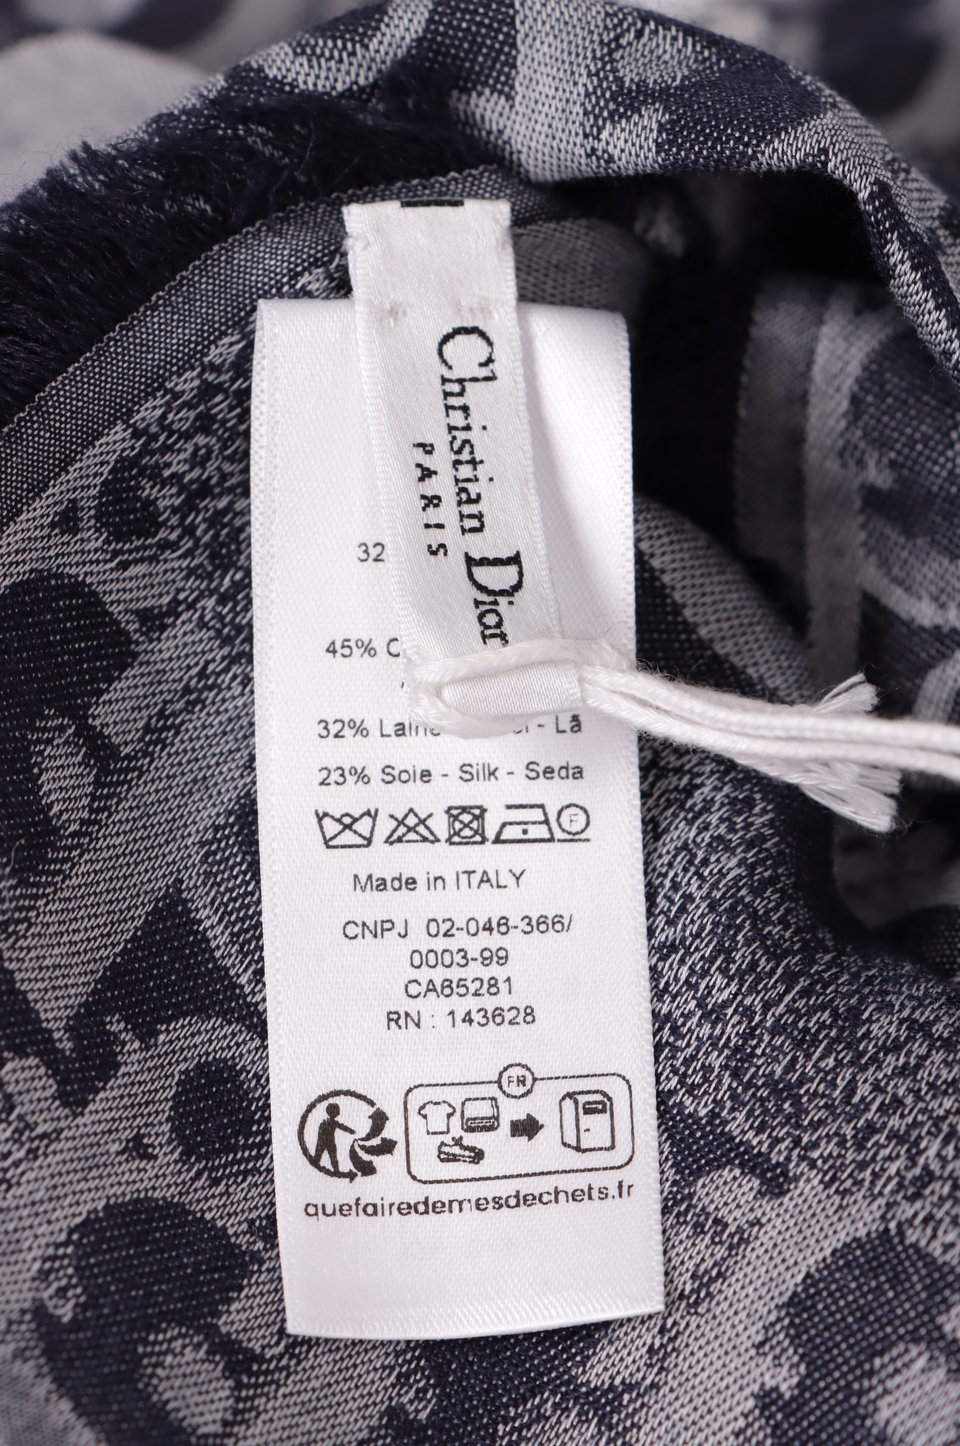 Christian Dior
PARIS
32
45% C
32% Laine - Lã
23% Soie - Silk - Seda
F
Made in ITALY
CNPJ 02-046-366/
0003-99
CA65281
RN : 143628
FR
quefairedemesdechets.fr